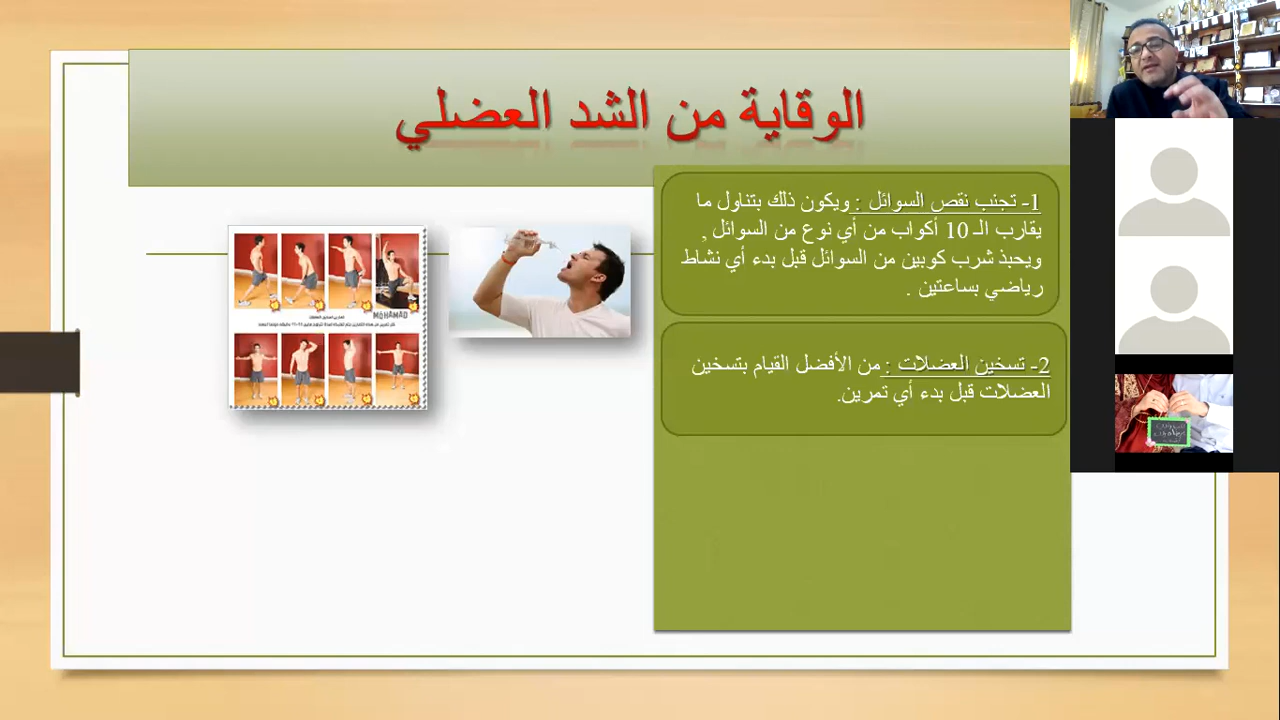 الوقاية من الشد العضلي
1- تجنب نقص السوائل : ويكون ذلك بتناول ما
يقارب الـ 10 أكواب من أي نوع من السوائل ,
ويحبذ شرب كوبين من السوائل قبل بدء أي نشاط
رياضي بساعتين .
2- تسخين العضلات : من الأفضل القيام بتسخين
العضلات قبل بدء أي تمرين.
MOHAMAD